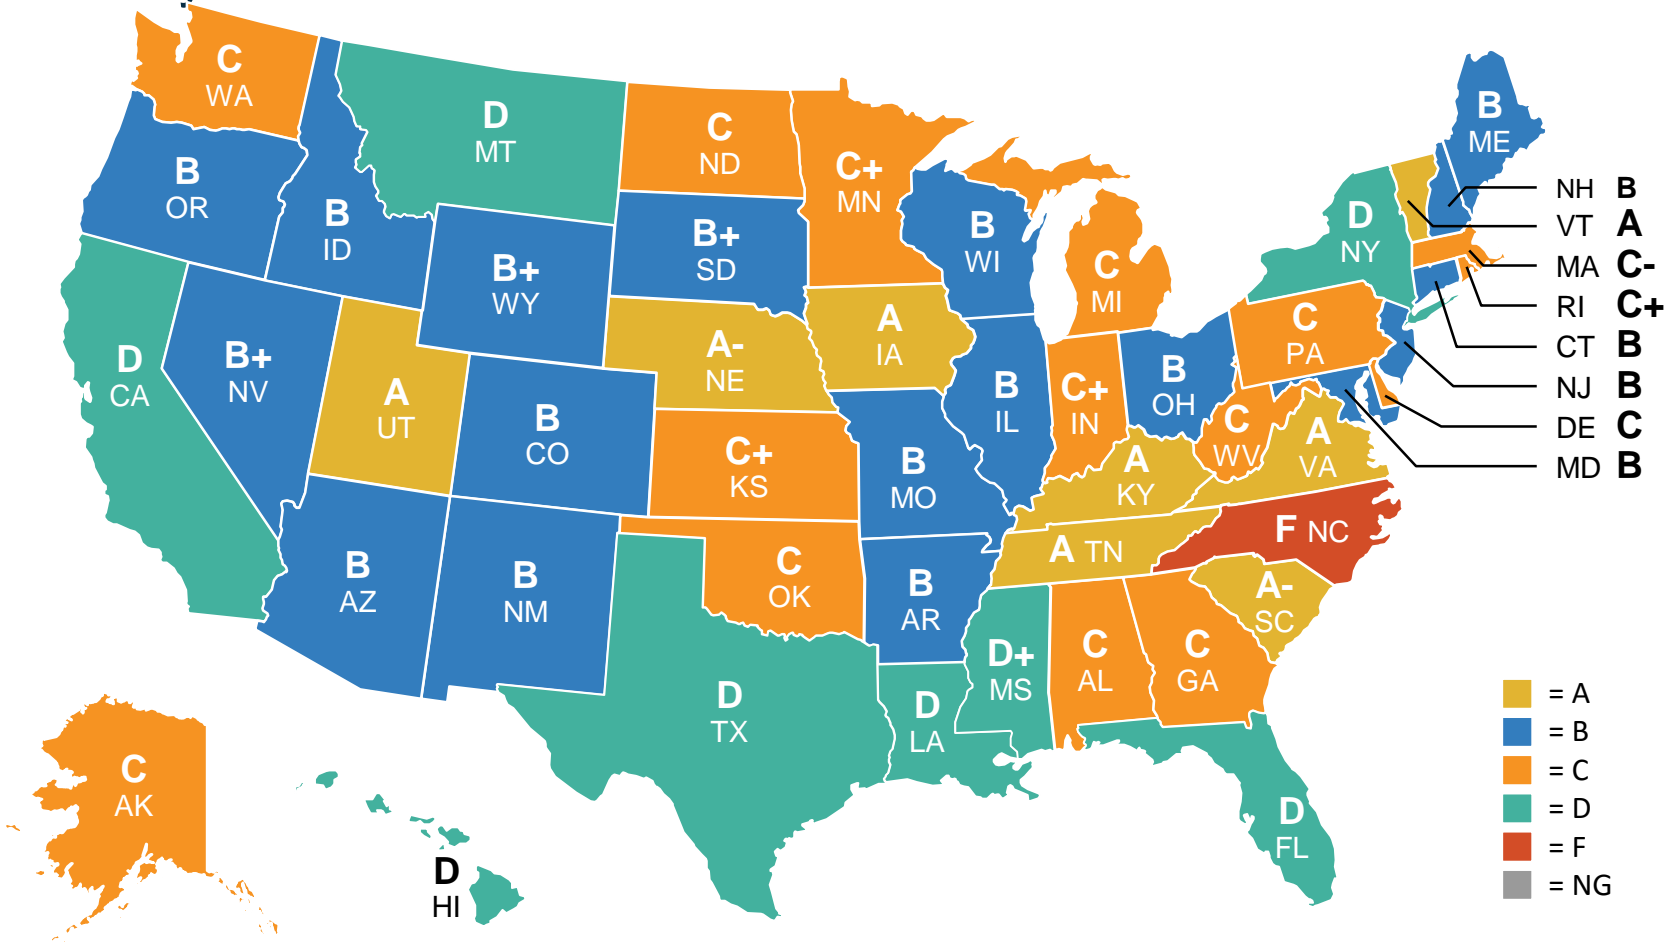 C
WA
D
MT
C
ND
C+
MN
B
OR
B
ID
B+
WY
B+
SD
B
WI
C
MI
D
NY
B
ME
NH B
VT A
MA C-
RI C+
CT B
NJ B
DE C
MD B
D
CA
B+
NV
A
UT
B
CO
A-
NE
A
IA
B
IL
C+
IN
B
OH
C
PA
C
WV
A
VA
C+
KS
B
MO
A
KY
F NC
A TN
A-
SC
B
AZ
B
NM
C
OK
B
AR
D+
MS
C
AL
C
GA
D
TX
D
LA
D
FL
C
AK
D
HI
= A
= B
= C
= D
= F
= NG